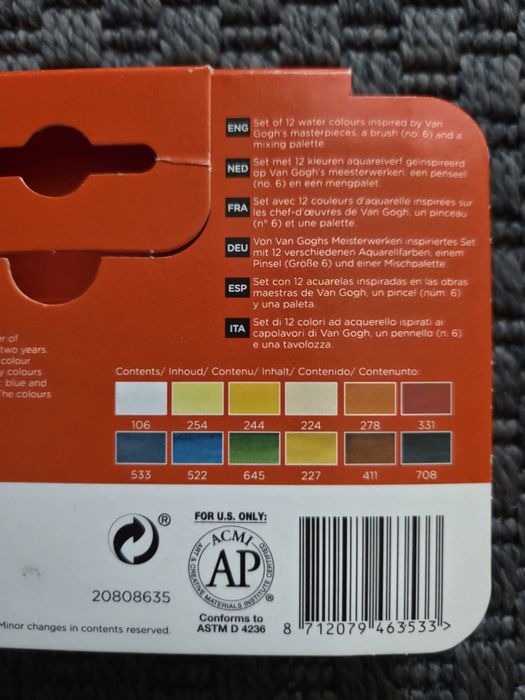 ENG Set of 12 water colours inspired by Van
Gogh's masterpieces, a brush (no. 6) and a
mixing palette.
NED Set met 12 kleuren aquarelverf geïnspireerd
op Van Gogh's meesterwerken, een penseel
(no. 6) en een mengpalet.
FRA Set avec 12 couleurs d'aquarelle inspirées sur
les chef-d'œuvres de Van Gogh, un pinceau
(n° 6) et une palette.
DEU Von Van Goghs Meisterwerken inspiriertes Set
mit 12 verschiedenen Aquarellfarben, einem
Pinsel (Größe 6) und einer Mischpalette.
ESP Set con 12 acuarelas inspiradas en las obras
maestras de Van Gogh, un pincel (núm. 6)
y una paleta.
ITA Set di 12 colori ad acquerello ispirati ai
capolavori di Van Gogh, un pennello (n. 6)
e una tavolozza.
er of
two years.
colour
y colours
: blue and
The colours
Contents/ Inhoud/ Contenu/ Inhalt/ Contenido/ Contenunto:
106 254 244 224 278 331
533 522 645 227 411 708
®
20808635
Minor changes in contents reserved.
FOR U.S. ONLY:
ACMI
AP
ART & CREATIVE MATERIALS INSTITUTE CERTIFIED
®
Conforms to
ASTM D 4236
8 712079 463533 >